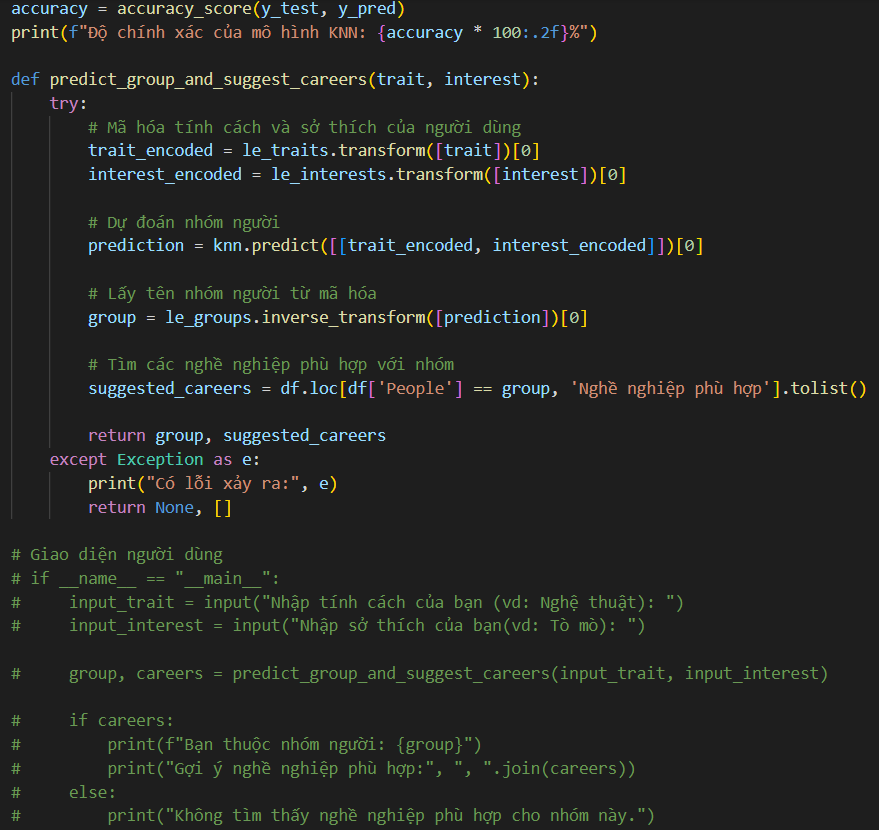 accuracy = accuracy_score(y_test, y_pred)
print(f"Độ chính xác của mô hình KNN: {accuracy * 100:.2f}%")
def predict_group_and_suggest_careers(trait, interest):
    try:
        # Mã hóa tính cách và sở thích của người dùng
        trait_encoded = le_traits.transform([trait])[0]
        interest_encoded = le_interests.transform([interest])[0]
        # Dự đoán nhóm người
        prediction = knn.predict([[trait_encoded, interest_encoded]])[0]
        # Lấy tên nhóm người từ mã hóa
        group = le_groups.inverse_transform([prediction])[0]
        # Tìm các nghề nghiệp phù hợp với nhóm
        suggested_careers = df.loc[df['People'] == group, 'Nghề nghiệp phù hợp'].tolist()
        return group, suggested_careers
    except Exception as e:
        print("Có lỗi xảy ra:", e)
        return None, []
# Giao diện người dùng
# if __name__ == "__main__":
#     input_trait = input("Nhập tính cách của bạn (vd: Nghệ thuật): ")
#     input_interest = input("Nhập sở thích của bạn(vd: Tò mò): ")
#     group, careers = predict_group_and_suggest_careers(input_trait, input_interest)
#     if careers:
#         print(f"Bạn thuộc nhóm người: {group}")
#         print("Gợi ý nghề nghiệp phù hợp:", ", ".join(careers))
#     else:
#         print("Không tìm thấy nghề nghiệp phù hợp cho nhóm này.")